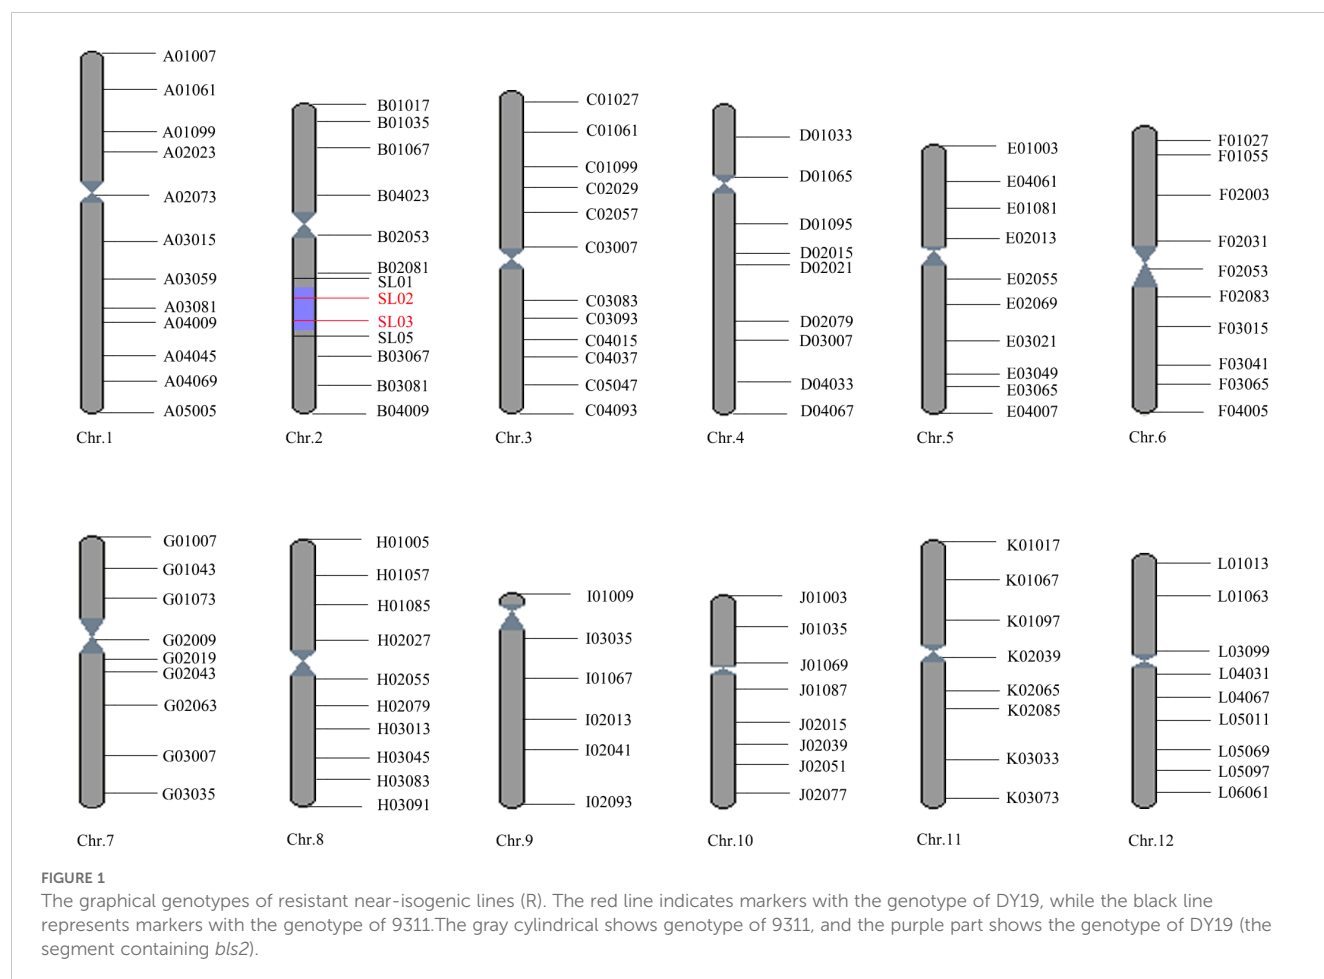 A01007
A01061
A01099
A02023
A02073
A03015
A03059
A03081
A04009
A04045
A04069
A05005
Chr.1
B01017
B01035
B01067
B04023
B02053
B02081
SL01
SL02
SL03
SL05
B03067
B03081
B04009
Chr.2
C01027
C01061
C01099
C02029
C02057
C03007
C03083
C03093
C04015
C04037
C05047
C04093
Chr.3
D01033
D01065
D01095
D02015
D02021
D02079
D03007
D04033
D04067
Chr.4
E01003
E04061
E01081
E02013
E02055
E02069
E03021
E03049
E03065
E04007
Chr.5
F01027
F01055
F02003
F02031
F02053
F02083
F03015
F03041
F03065
F04005
Chr.6
G01007
G01043
G01073
G02009
G02019
G02043
G02063
G03007
G03035
Chr.7
H01005
H01057
H01085
H02027
H02055
H02079
H03013
H03045
H03083
H03091
Chr.8
I01009
I03035
I01067
I02013
I02041
I02093
Chr.9
J01003
J01035
J01069
J01087
J02015
J02039
J02051
J02077
Chr.10
K01017
K01067
K01097
K02039
K02065
K02085
K03033
K03073
Chr.11
L01013
L01063
L03099
L04031
L04067
L05011
L05069
L05097
L06061
Chr.12
FIGURE 1
The graphical genotypes of resistant near-isogenic lines (R). The red line indicates markers with the genotype of DY19, while the black line
represents markers with the genotype of 9311.The gray cylindrical shows genotype of 9311, and the purple part shows the genotype of DY19 (the
segment containing bls2).